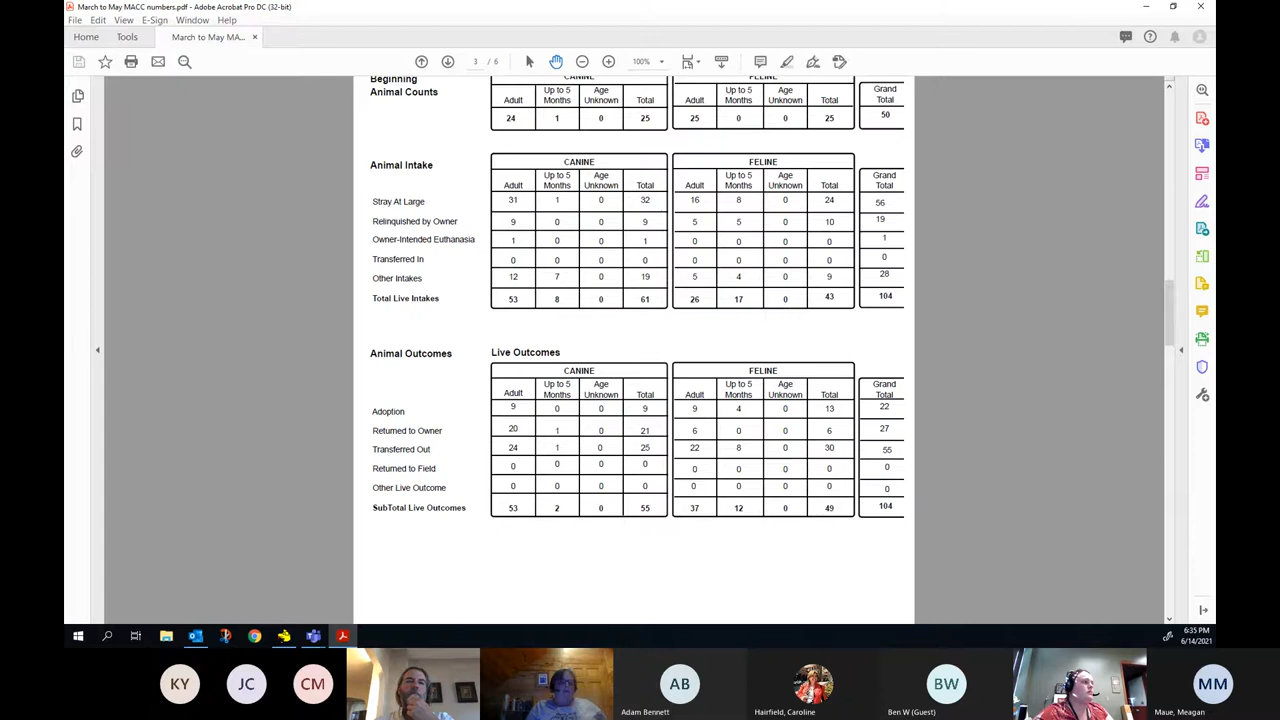 March to May MACC numbers.pdf - Adobe Acrobat Pro DC (32-bit)
File Edit View E-Sign Window Help
Home Tools March to May MA... ×
3 / 6 100%
Beginning
Animal Counts
CANINE FELINE
Adult Up to 5 Months Age Unknown Total Adult Up to 5 Months Age Unknown Total Grand Total
24 1 0 25 25 0 0 25 50
Animal Intake CANINE FELINE
Adult Up to 5 Months Age Unknown Total Adult Up to 5 Months Age Unknown Total Grand Total
Stray At Large 31 1 0 32 16 8 0 24 56
Relinquished by Owner 9 0 0 9 5 5 0 10 19
Owner-Intended Euthanasia 1 0 0 1 0 0 0 0 1
Transferred In 0 0 0 0 0 0 0 0 0
Other Intakes 12 7 0 19 5 4 0 9 28
Total Live Intakes 53 8 0 61 26 17 0 43 104
Animal Outcomes Live Outcomes
CANINE FELINE
Adult Up to 5 Months Age Unknown Total Adult Up to 5 Months Age Unknown Total Grand Total
Adoption 9 0 0 9 9 4 0 13 22
Returned to Owner 20 1 0 21 6 0 0 6 27
Transferred Out 24 1 0 25 22 8 0 30 55
Returned to Field 0 0 0 0 0 0 0 0 0
Other Live Outcome 0 0 0 0 0 0 0 0 0
SubTotal Live Outcomes 53 2 0 55 37 12 0 49 104
6:35 PM
6/14/2021
KY JC CM AB BW MM
Adam Bennett Hairfield, Caroline Ben W (Guest) Maue, Meagan